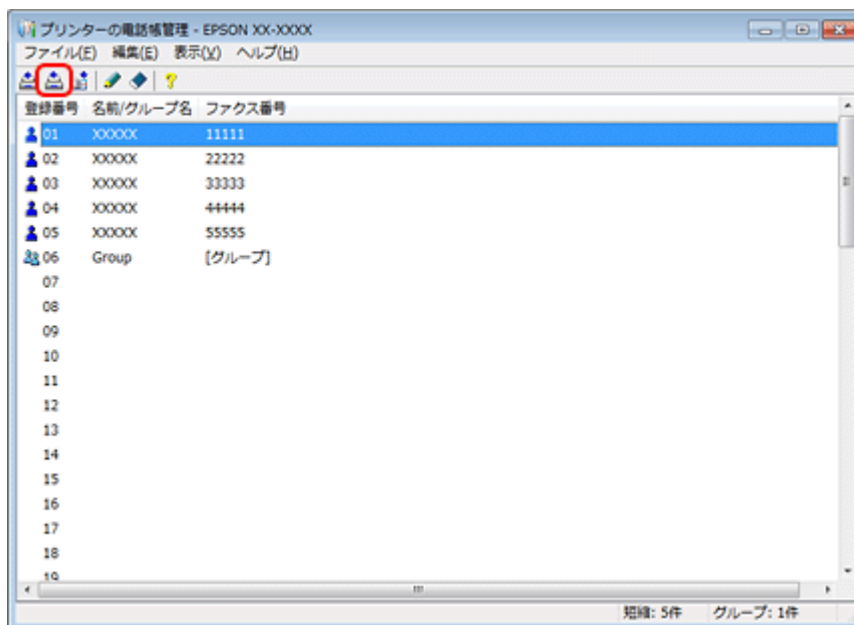 プリンターの電話帳管理 - EPSON XX-XXXX
ファイル(F) 編集(E) 表示(V) ヘルプ(H)
登録番号 名前/グループ名 ファクス番号
01 XXXXX 11111
02 XXXXX 22222
03 XXXXX 33333
04 XXXXX 44444
05 XXXXX 55555
06 Group [グループ]
07
08
09
10
11
12
13
14
15
16
17
18
19
短縮: 5件 グループ: 1件